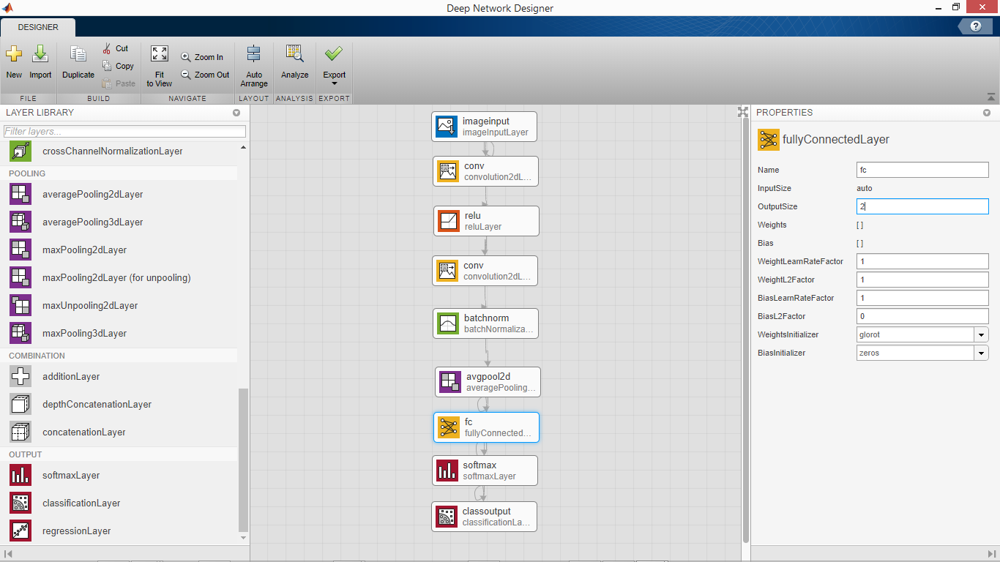 Deep Network Designer
DESIGNER
New
Import
Duplicate
Cut
Copy
Paste
Fit
to View
Zoom In
Zoom Out
Auto
Arrange
Analyze
Export
FILE
BUILD
NAVIGATE
LAYOUT
ANALYSIS
EXPORT
LAYER LIBRARY
Filter layers...
crossChannelNormalizationLayer
POOLING
averagePooling2dLayer
averagePooling3dLayer
maxPooling2dLayer
maxPooling2dLayer (for unpooling)
maxUnpooling2dLayer
maxPooling3dLayer
COMBINATION
additionLayer
depthConcatenationLayer
concatenationLayer
OUTPUT
softmaxLayer
classificationLayer
regressionLayer
imageinput
imageInputLayer
conv
convolution2dL...
relu
reluLayer
conv
convolution2dL...
batchnorm
batchNormaliza...
avgpool2d
averagePooling...
fc
fullyConnected...
softmax
softmaxLayer
classoutput
classificationLa...
PROPERTIES
fullyConnectedLayer
Name fc
InputSize auto
OutputSize 2
Weights [ ]
Bias [ ]
WeightLearnRateFactor 1
WeightL2Factor 1
BiasLearnRateFactor 1
BiasL2Factor 0
WeightsInitializer glorot
BiasInitializer zeros